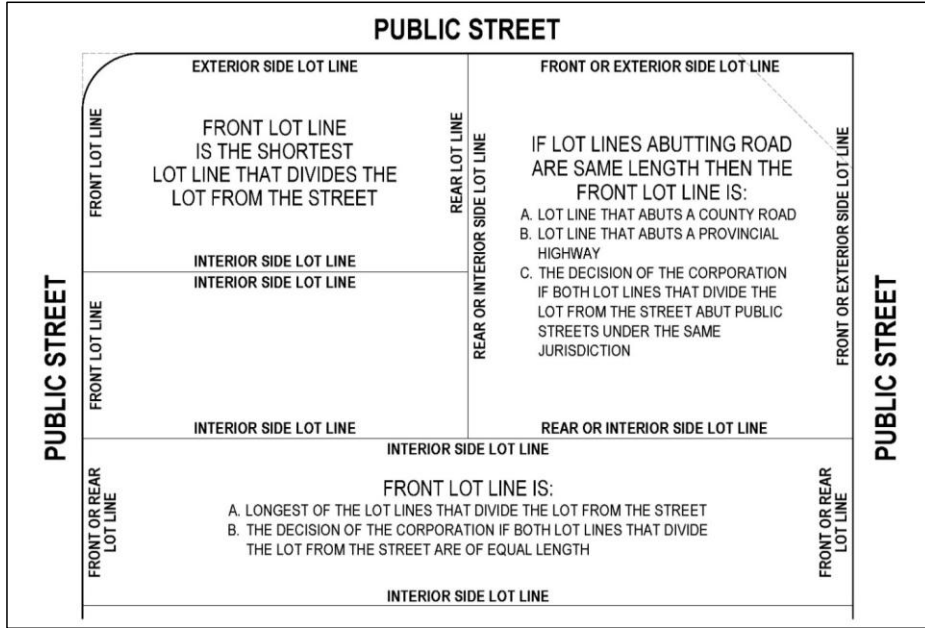 PUBLIC STREET
EXTERIOR SIDE LOT LINE
FRONT OR EXTERIOR SIDE LOT LINE
FRONT LOT LINE
FRONT LOT LINE
IS THE SHORTEST
LOT LINE THAT DIVIDES THE
LOT FROM THE STREET
REAR LOT LINE
REAR OR INTERIOR SIDE LOT LINE
IF LOT LINES ABUTTING ROAD
ARE SAME LENGTH THEN THE
FRONT LOT LINE IS:
A. LOT LINE THAT ABUTS A COUNTY ROAD
B. LOT LINE THAT ABUTS A PROVINCIAL
HIGHWAY
C. THE DECISION OF THE CORPORATION
IF BOTH LOT LINES THAT DIVIDE THE
LOT FROM THE STREET ABUT PUBLIC
STREETS UNDER THE SAME
JURISDICTION
FRONT OR EXTERIOR SIDE LOT LINE
INTERIOR SIDE LOT LINE
INTERIOR SIDE LOT LINE
PUBLIC STREET
FRONT LOT LINE
PUBLIC STREET
INTERIOR SIDE LOT LINE
REAR OR INTERIOR SIDE LOT LINE
INTERIOR SIDE LOT LINE
FRONT OR REAR
LOT LINE
FRONT LOT LINE IS:
A. LONGEST OF THE LOT LINES THAT DIVIDE THE LOT FROM THE STREET
B. THE DECISION OF THE CORPORATION IF BOTH LOT LINES THAT DIVIDE
THE LOT FROM THE STREET ARE OF EQUAL LENGTH
FRONT OR REAR
LOT LINE
INTERIOR SIDE LOT LINE